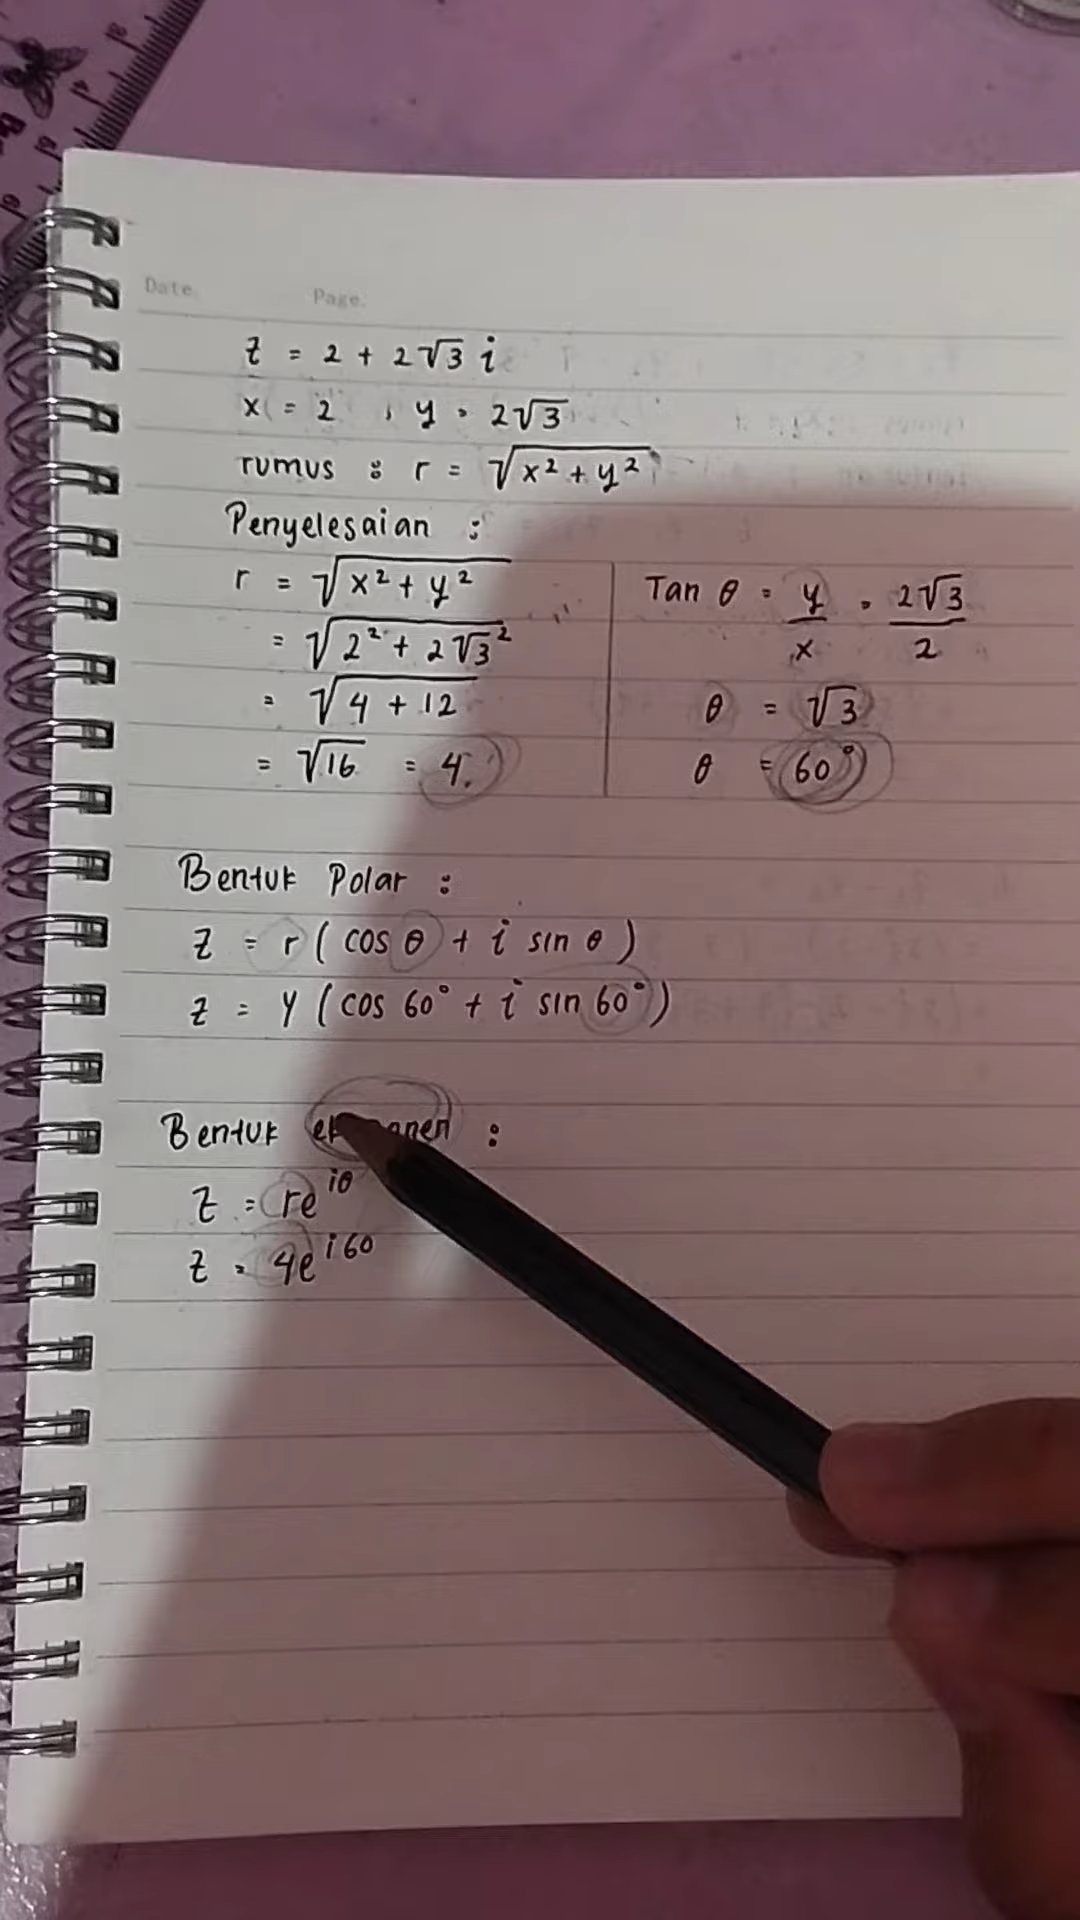 Date. Page.
z = 2 + 2√3 i
x = 2 , y = 2√3
rumus : r = √x² + y²
Penyelesaian :
r = √x² + y²
= √2² + 2√3²
= √4 + 12
= √16 = 4.
Tan θ = y/x = 2√3/2
θ = √3
θ = 60°
Bentuk Polar :
z = r ( cos θ + i sin θ )
z = 4 ( cos 60° + i sin 60° )
Bentuk :
z = re^iθ
z = 4e^i60